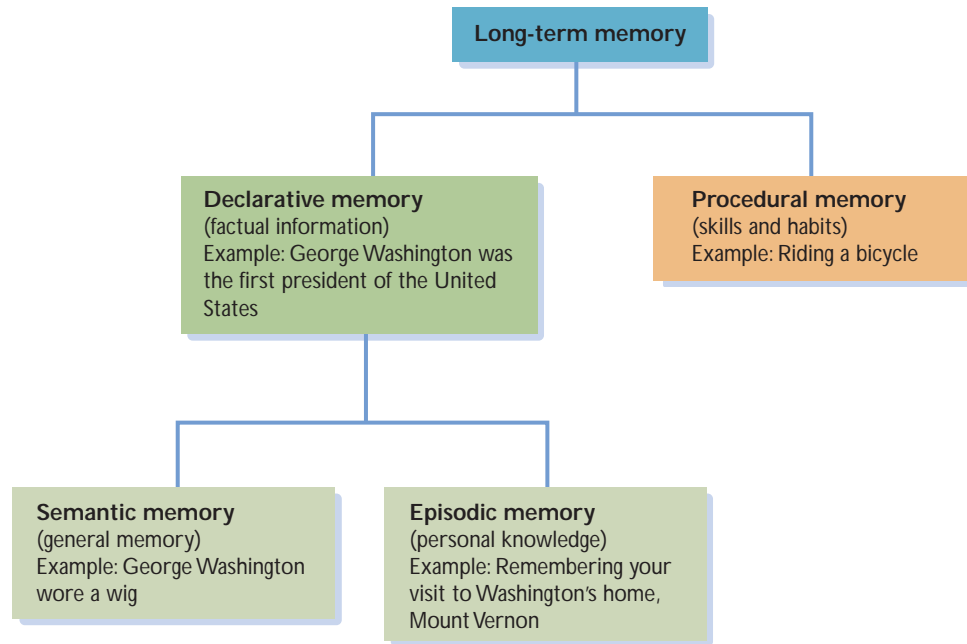 Long-term memory
Declarative memory
(factual information)
Example: George Washington was
the first president of the United
States
Procedural memory
(skills and habits)
Example: Riding a bicycle
Semantic memory
(general memory)
Example: George Washington
wore a wig
Episodic memory
(personal knowledge)
Example: Remembering your
visit to Washington's home,
Mount Vernon